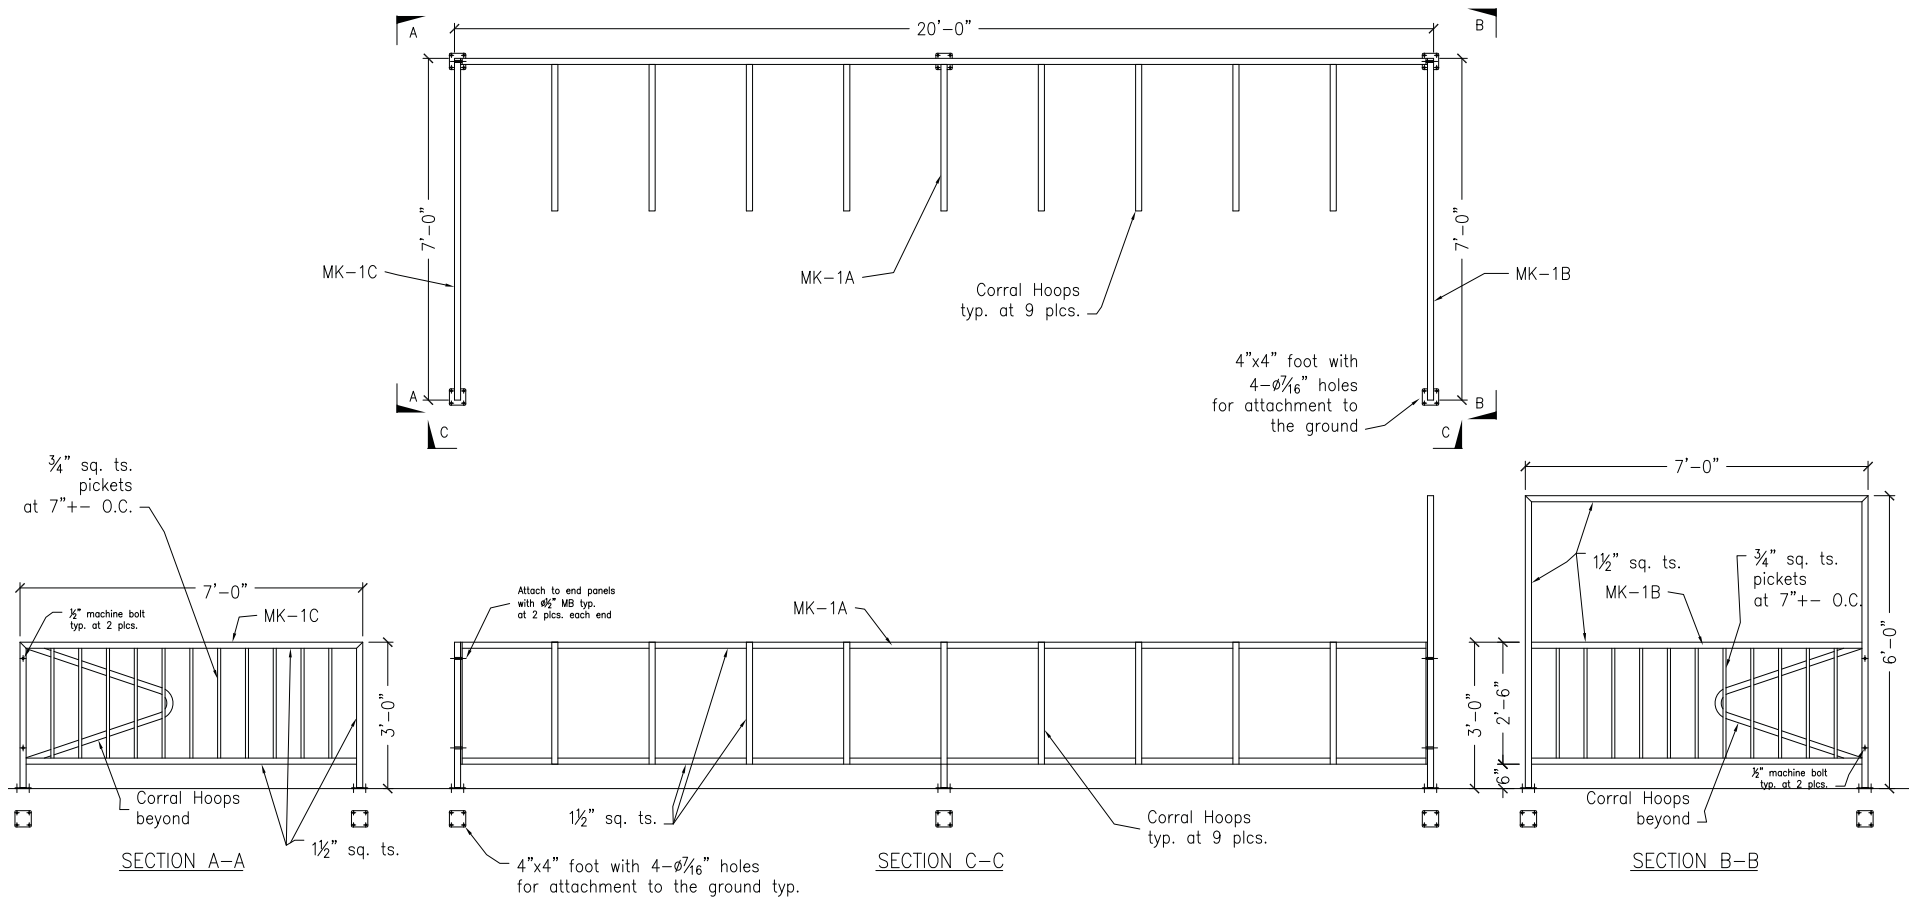 A
20'-0"
B
7'-0"
7'-0"
MK-1C
MK-1A
Corral Hoops
typ. at 9 plcs.
MK-1B
4"x4" foot with
4-ø7/16" holes
for attachment to
the ground
A
B
C
C
3/4" sq. ts.
pickets
at 7"+- O.C.
7'-0"
1/2" machine bolt
typ. at 2 plcs.
MK-1C
3'-0"
Corral Hoops
beyond
1 1/2" sq. ts.
SECTION A-A
Attach to end panels
with ø1/2" MB typ.
at 2 plcs. each end
MK-1A
1 1/2" sq. ts.
Corral Hoops
typ. at 9 plcs.
4"x4" foot with 4-ø7/16" holes
for attachment to the ground typ.
SECTION C-C
7'-0"
1 1/2" sq. ts.
MK-1B
3/4" sq. ts.
pickets
at 7"+- O.C.
6'-0"
3'-0"
2'-6"
6"
1/2" machine bolt
typ. at 2 plcs.
Corral Hoops
beyond
SECTION B-B